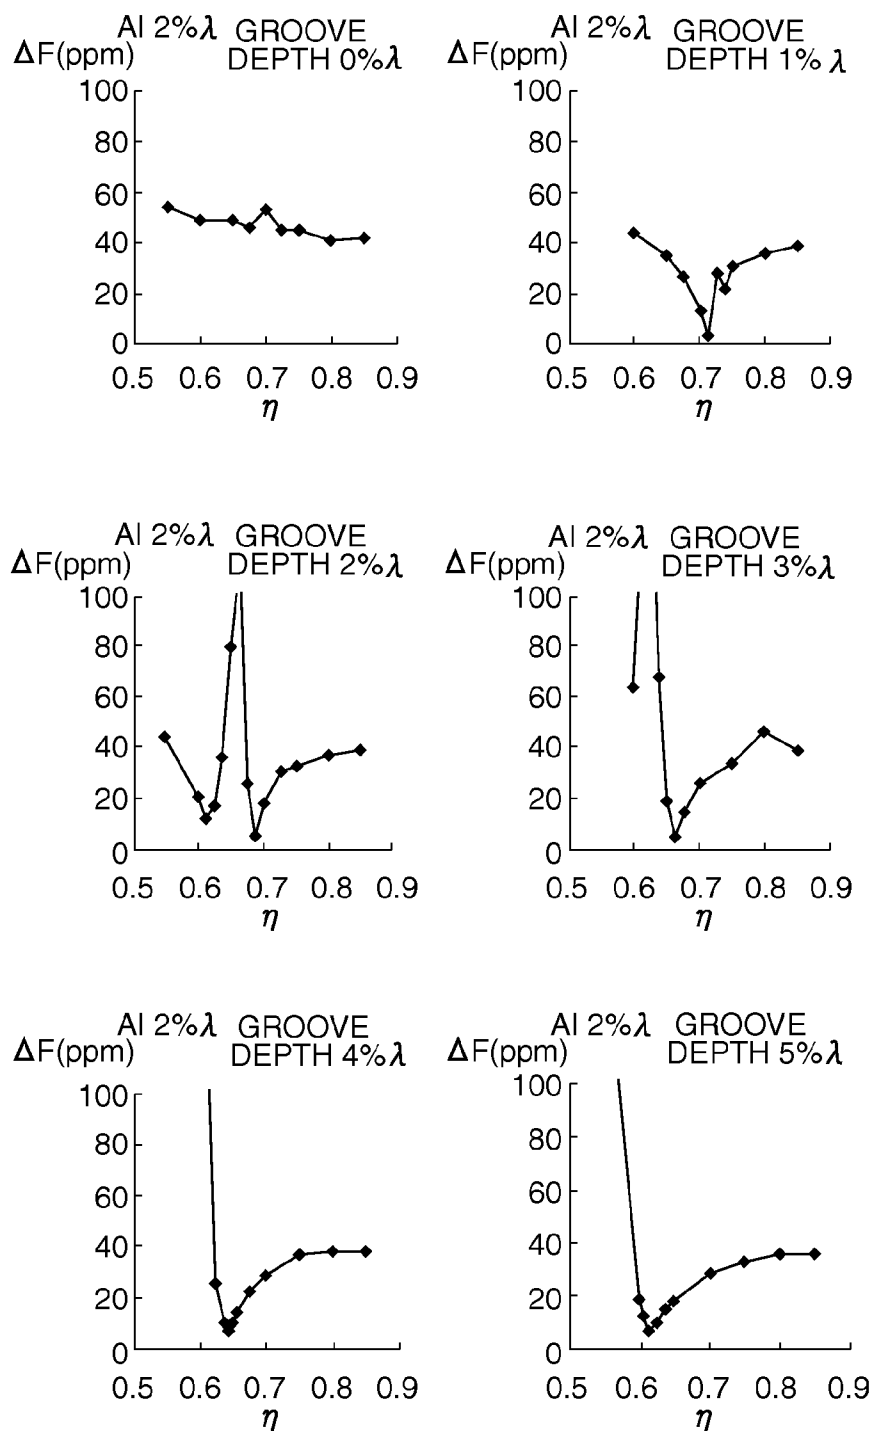 Al 2%λ GROOVE
ΔF(ppm) DEPTH 0%λ
100
80
60
40
20
0
0.5 0.6 0.7 0.8 0.9
η
Al 2%λ GROOVE
ΔF(ppm) DEPTH 1%λ
100
80
60
40
20
0
0.5 0.6 0.7 0.8 0.9
η
Al 2%λ GROOVE
ΔF(ppm) DEPTH 2%λ
100
80
60
40
20
0
0.5 0.6 0.7 0.8 0.9
η
Al 2%λ GROOVE
ΔF(ppm) DEPTH 3%λ
100
80
60
40
20
0
0.5 0.6 0.7 0.8 0.9
η
Al 2%λ GROOVE
ΔF(ppm) DEPTH 4%λ
100
80
60
40
20
0
0.5 0.6 0.7 0.8 0.9
η
Al 2%λ GROOVE
ΔF(ppm) DEPTH 5%λ
100
80
60
40
20
0
0.5 0.6 0.7 0.8 0.9
η